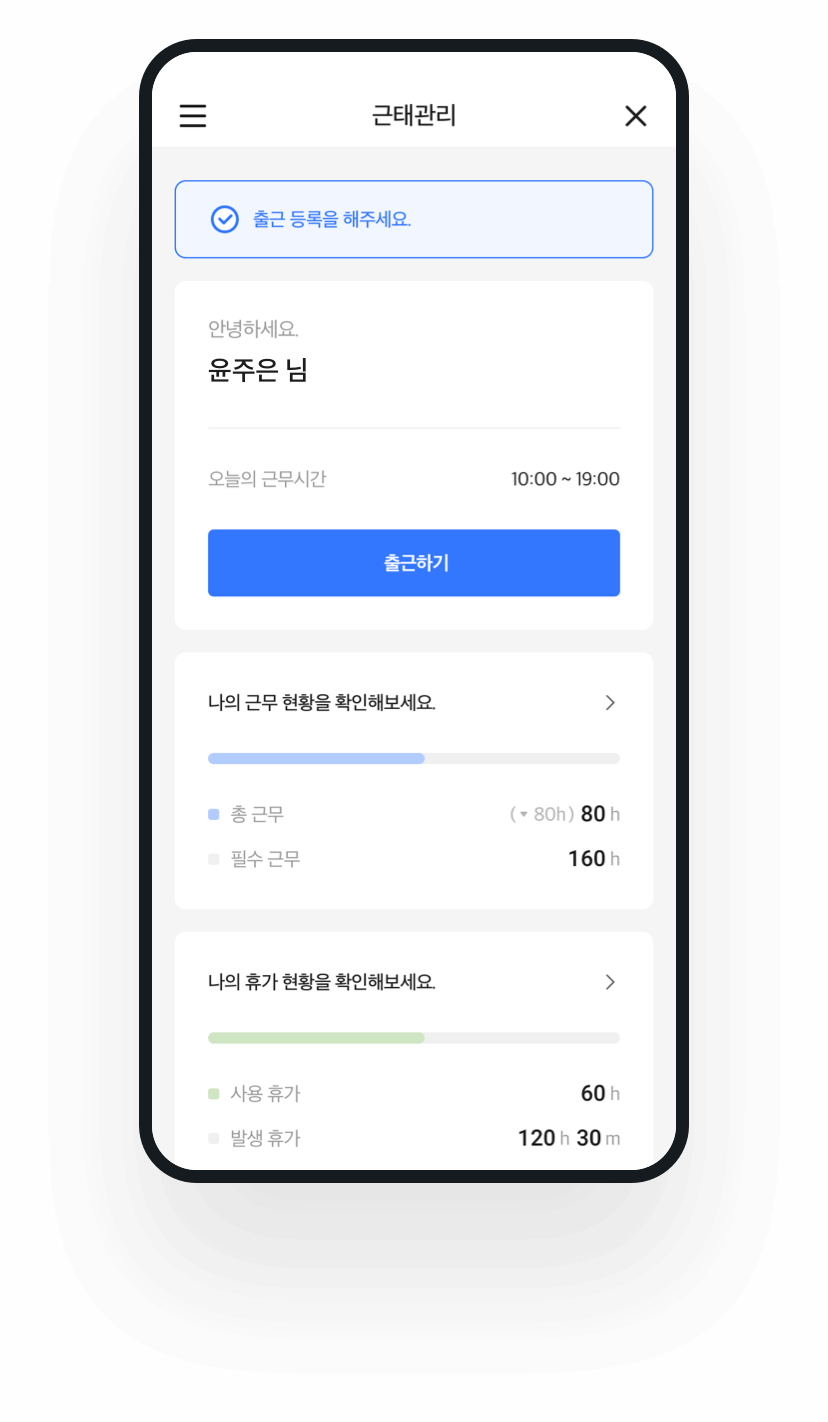 근태관리
출근 등록을 해주세요.
안녕하세요.
윤주은 님
오늘의 근무시간 10:00 ~ 19:00
출근하기
나의 근무 현황을 확인해보세요.
총 근무 (▾ 80h) 80 h
필수 근무 160 h
나의 휴가 현황을 확인해보세요.
사용 휴가 60 h
발생 휴가 120 h 30 m